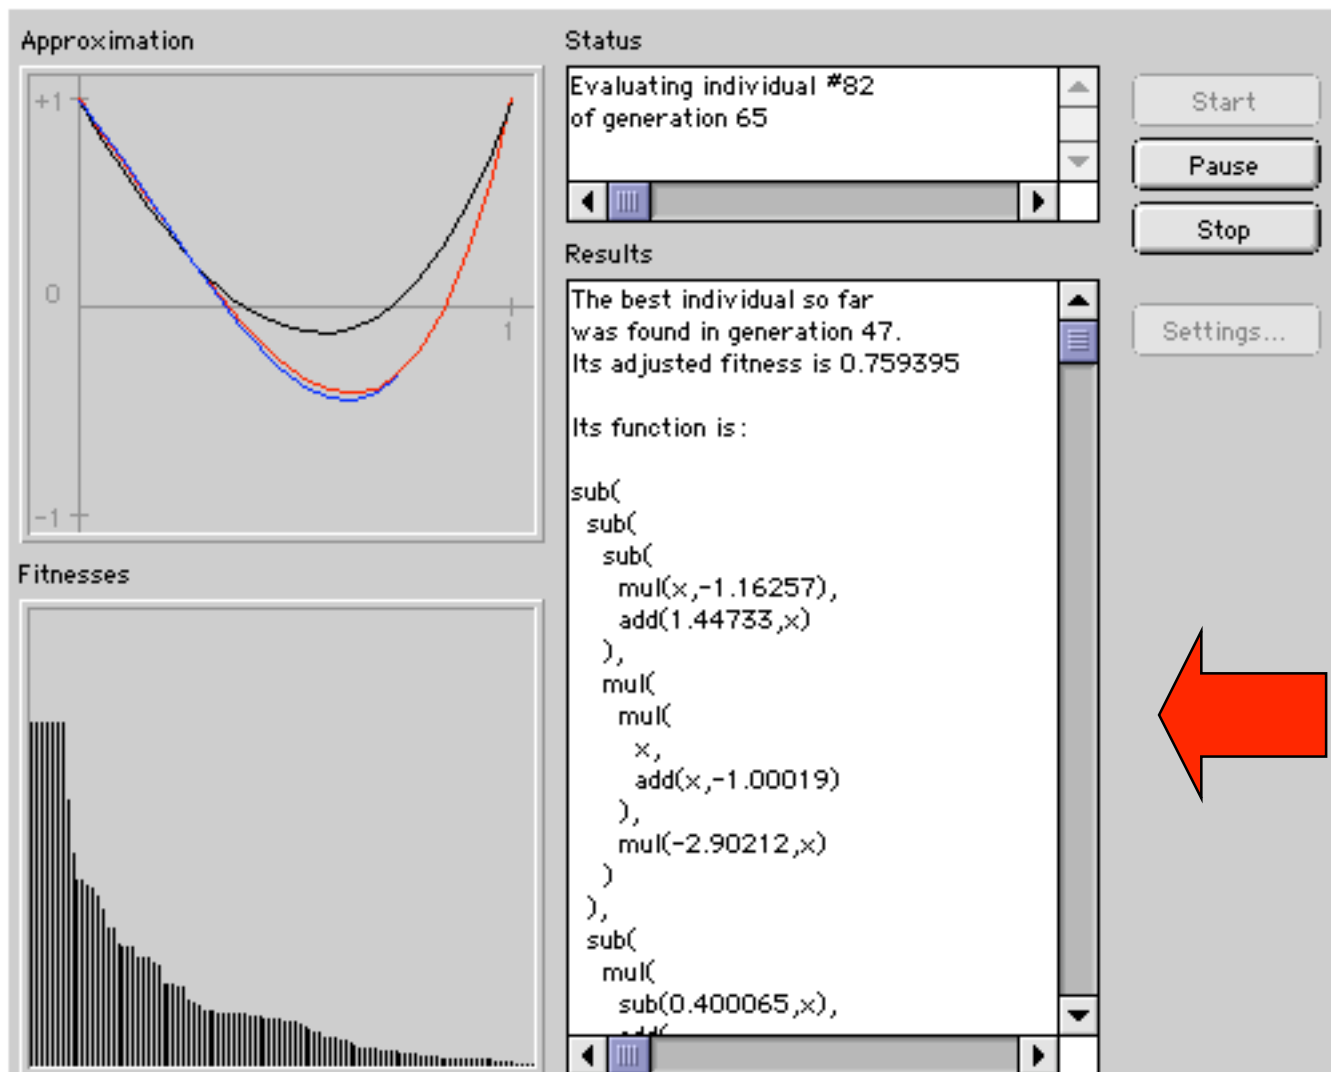 Approximation
+1
0
1
-1
Fitnesses
Status
Evaluating individual #82
of generation 65
Results
The best individual so far
was found in generation 47.
Its adjusted fitness is 0.759395
Its function is:
sub(
sub(
sub(
mul(x,-1.16257),
add(1.44733,x)
),
mul(
mul(
x,
add(x,-1.00019)
),
mul(-2.90212,x)
)
),
sub(
mul(
sub(0.400065,x),
add(
Start
Pause
Stop
Settings...